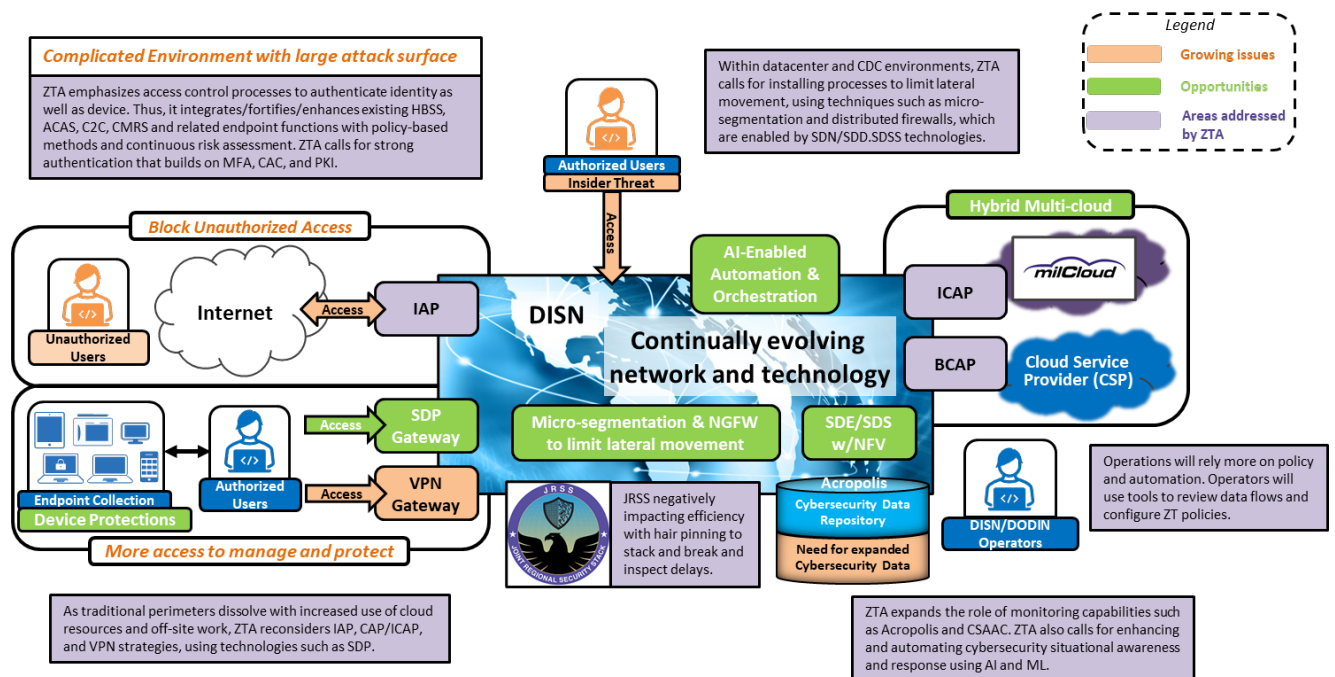 Complicated Environment with large attack surface
ZTA emphasizes access control processes to authenticate identity as
well as device. Thus, it integrates/fortifies/enhances existing HBSS,
ACAS, C2C, CMRS and related endpoint functions with policy-based
methods and continuous risk assessment. ZTA calls for strong
authentication that builds on MFA, CAC, and PKI.
Authorized Users
Insider Threat
Access
Within datacenter and CDC environments, ZTA
calls for installing processes to limit lateral
movement, using techniques such as micro-
segmentation and distributed firewalls, which
are enabled by SDN/SDD.SDSS technologies.
Legend
Growing issues
Opportunities
Areas addressed
by ZTA
Block Unauthorized Access
Unauthorized
Users
Internet
Access
IAP
DISN
AI-Enabled
Automation &
Orchestration
Continually evolving
network and technology
Hybrid Multi-cloud
ICAP
milCloud
BCAP
Cloud Service
Provider (CSP)
Endpoint Collection
Device Protections
Authorized
Users
Access
SDP
Gateway
Access
VPN
Gateway
More access to manage and protect
Micro-segmentation & NGFW
to limit lateral movement
SDE/SDS
w/NFV
JRSS
JOINT REGIONAL SECURITY STACK
JRSS negatively
impacting efficiency
with hair pinning to
stack and break and
inspect delays.
Acropolis
Cybersecurity Data
Repository
Need for expanded
Cybersecurity Data
DISN/DODIN
Operators
Operations will rely more on policy
and automation. Operators will
use tools to review data flows and
configure ZT policies.
As traditional perimeters dissolve with increased use of cloud
resources and off-site work, ZTA reconsiders IAP, CAP/ICAP,
and VPN strategies, using technologies such as SDP.
ZTA expands the role of monitoring capabilities such
as Acropolis and CSAAC. ZTA also calls for enhancing
and automating cybersecurity situational awareness
and response using AI and ML.